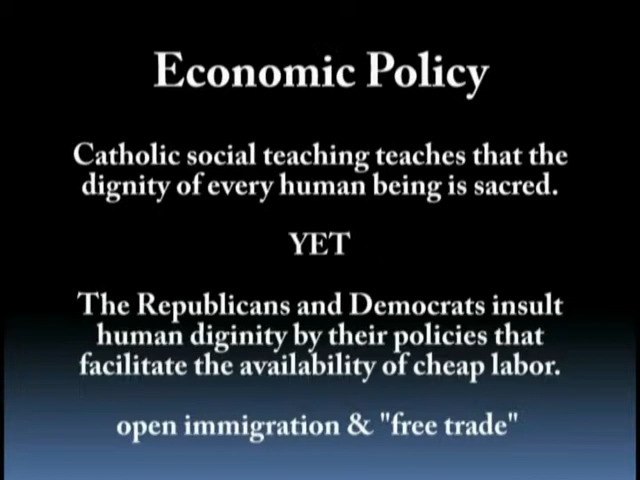 Economic Policy
Catholic social teaching teaches that the
dignity of every human being is sacred.
YET
The Republicans and Democrats insult
human diginity by their policies that
facilitate the availability of cheap labor.
open immigration & "free trade"